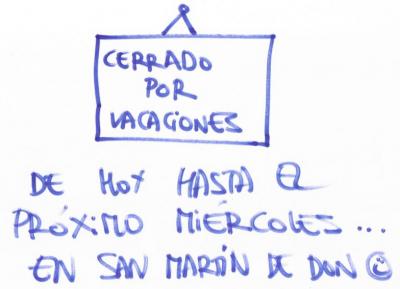 CERRADO
POR
VACACIONES
DE HOY HASTA EL
PRÓXIMO MIÉRCOLES...
EN SAN MARTÍN DE DON ☺